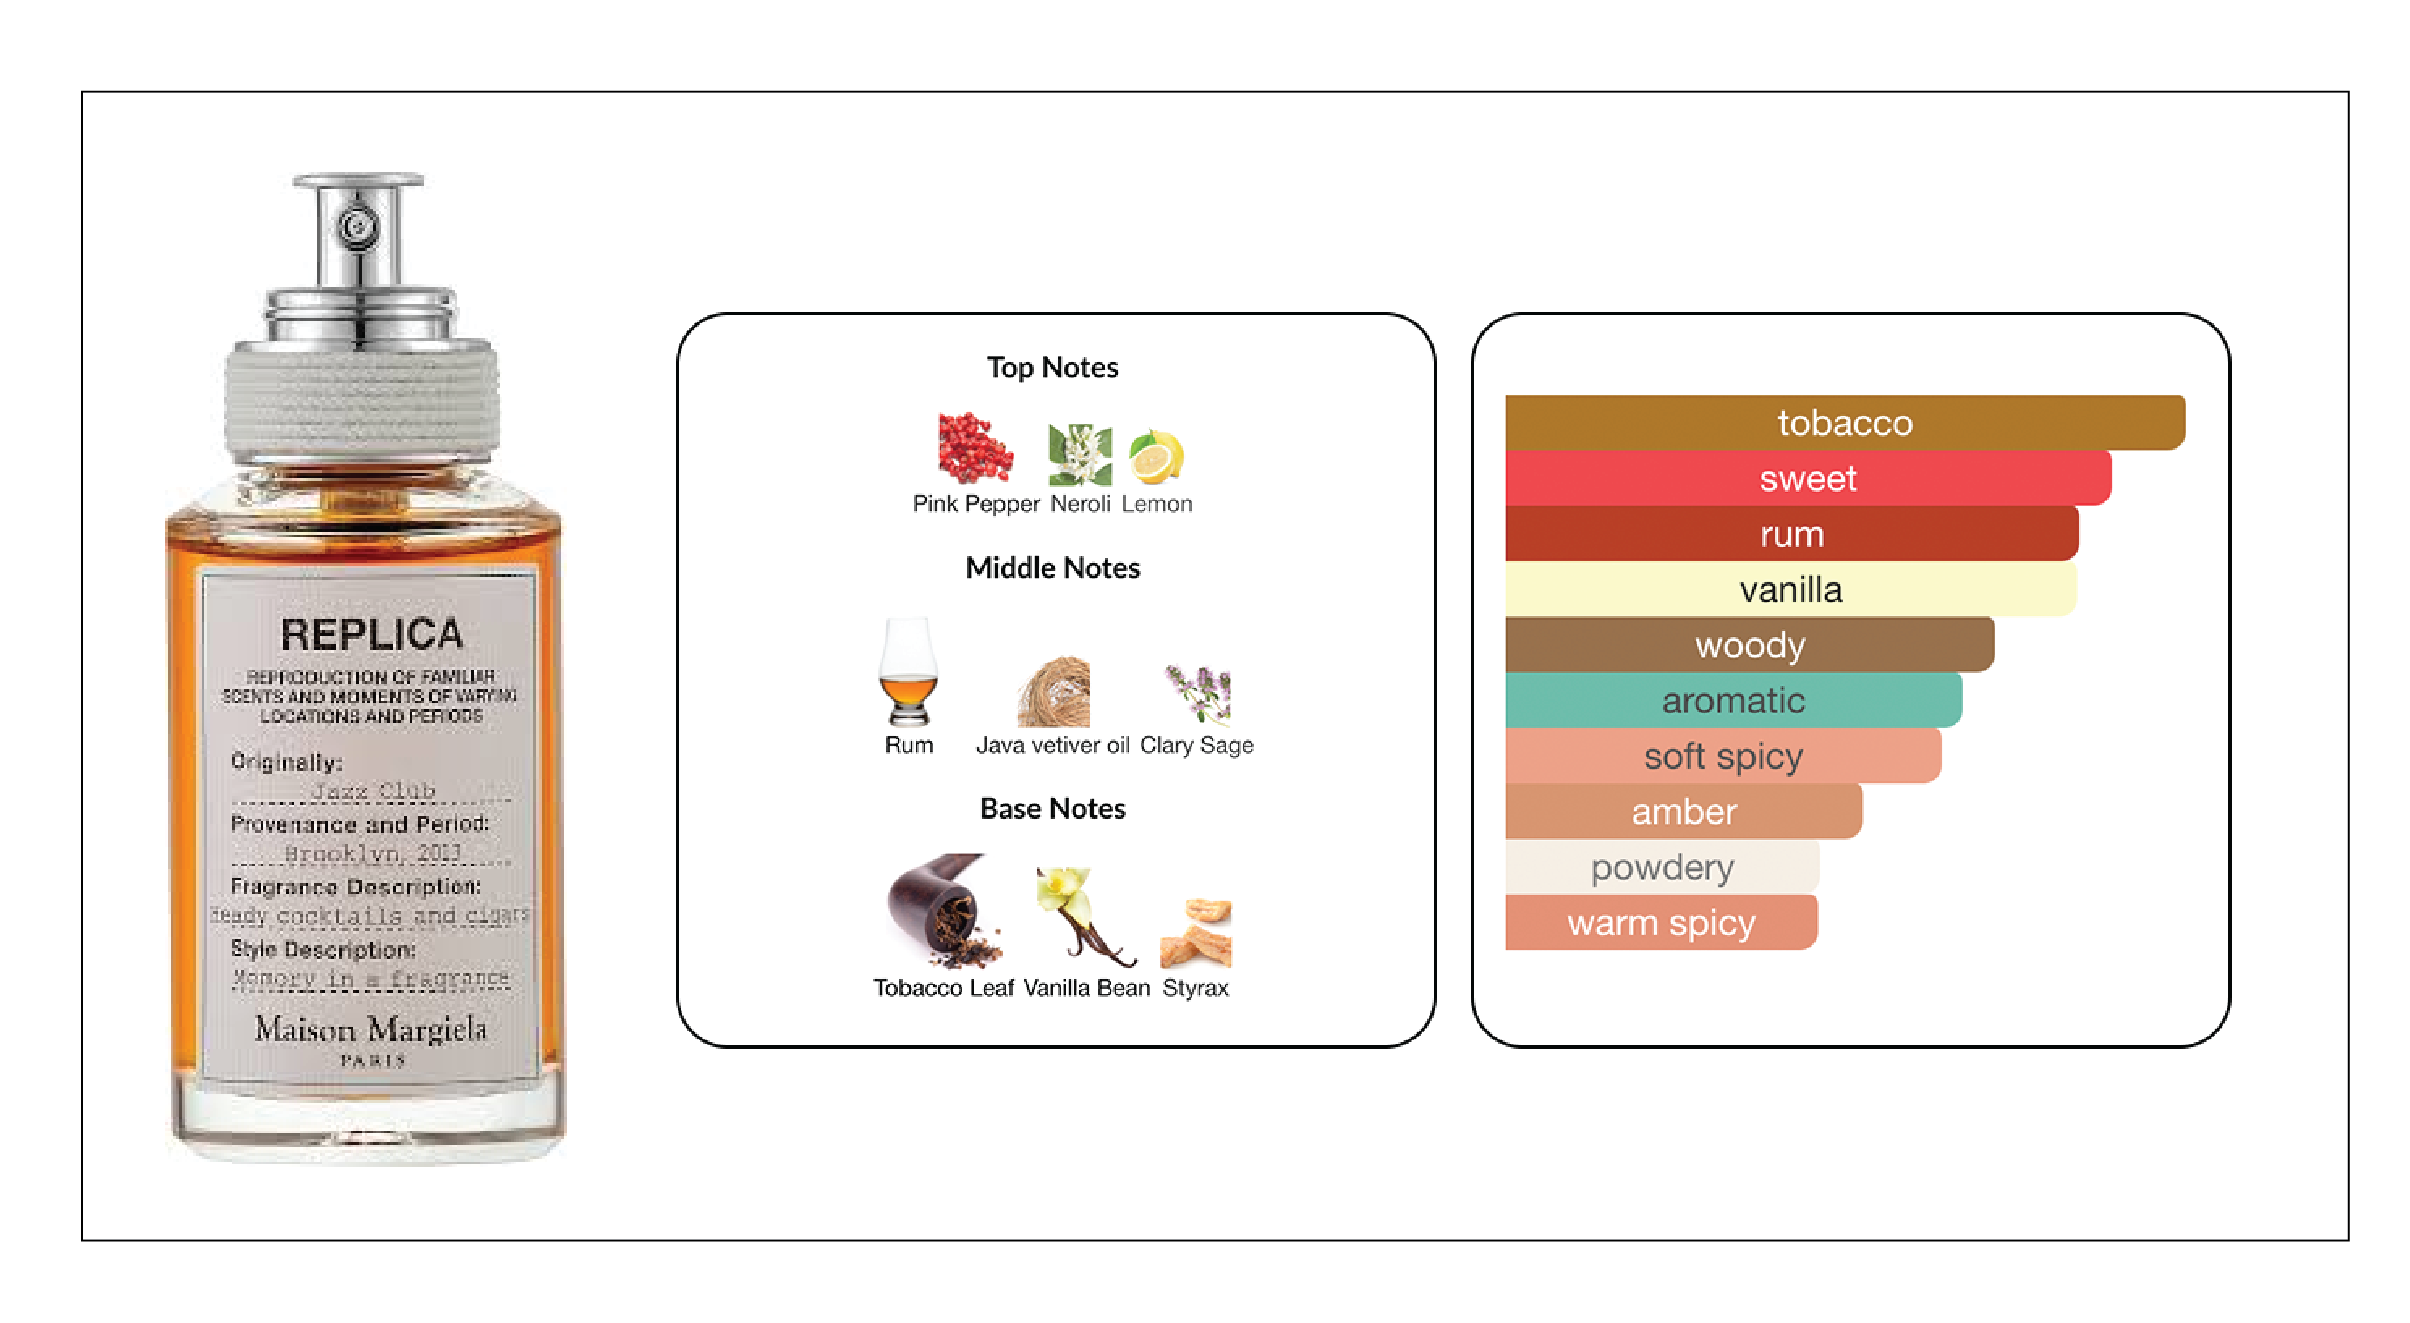 REPLICA
REPRODUCTION OF FAMILIAR
SCENTS AND MOMENTS OF VARYING
LOCATIONS AND PERIODS
Originally:
Jazz Club
Provenance and Period:
Brooklyn, 2013
Fragrance Description:
Heady cocktails and cigars
Style Description:
Memory in a fragrance
Maison Margiela
PARIS
Top Notes
Pink Pepper Neroli Lemon
Middle Notes
Rum Java vetiver oil Clary Sage
Base Notes
Tobacco Leaf Vanilla Bean Styrax
tobacco
sweet
rum
vanilla
woody
aromatic
soft spicy
amber
powdery
warm spicy